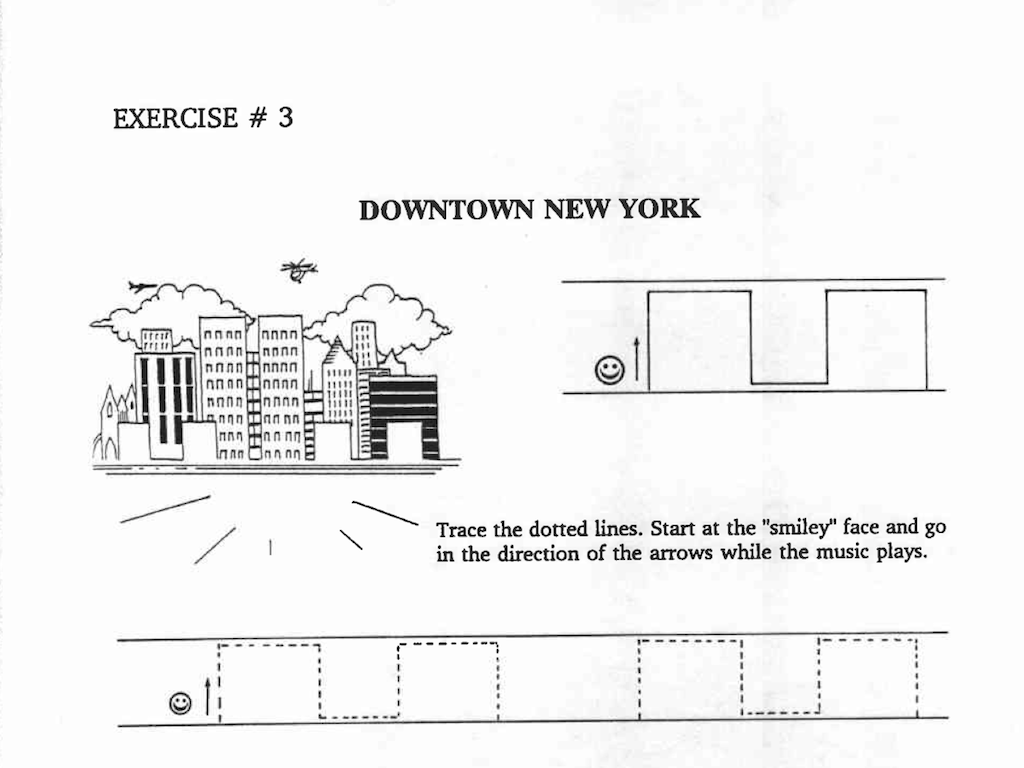 EXERCISE # 3
DOWNTOWN NEW YORK
Trace the dotted lines. Start at the "smiley" face and go
in the direction of the arrows while the music plays.